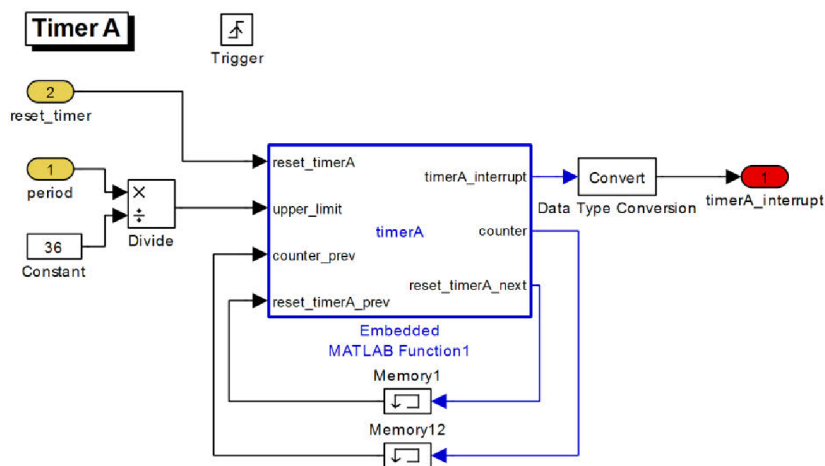 Timer A
Trigger
2
reset_timer
1
period
×
÷
Divide
36
Constant
reset_timerA
upper_limit
counter_prev
reset_timerA_prev
timerA
timerA_interrupt
counter
reset_timerA_next
Embedded
MATLAB Function1
Convert
Data Type Conversion
1
timerA_interrupt
Memory1
Memory12